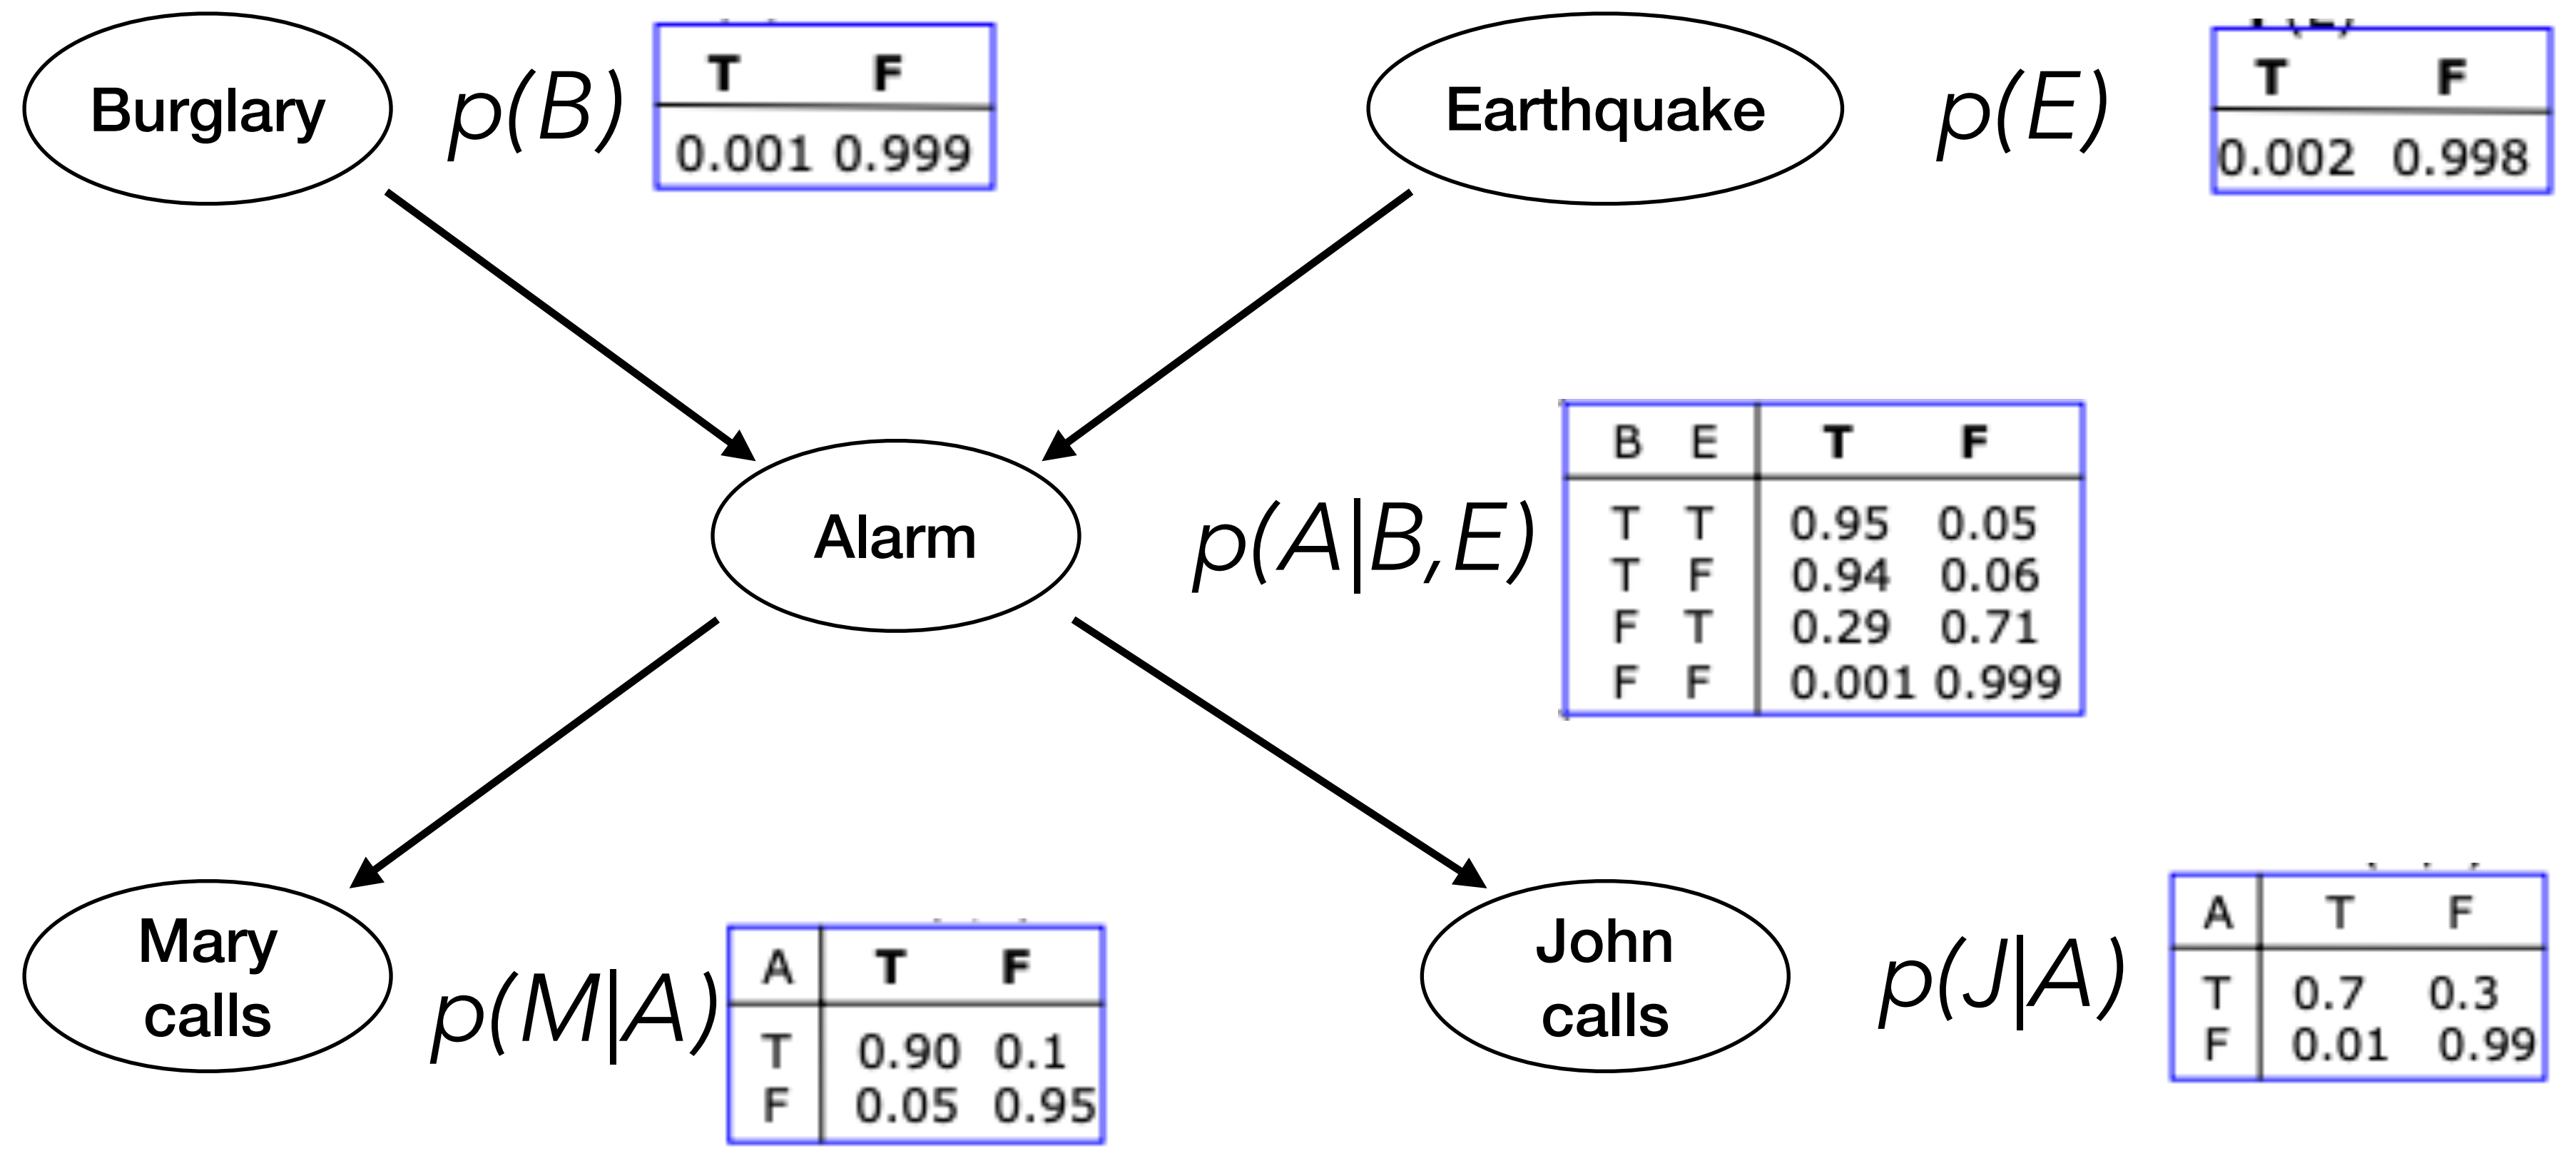 Burglary
p(B)
T F
0.001 0.999
Earthquake
p(E)
T F
0.002 0.998
Alarm
p(A|B,E)
B E T F
T T 0.95 0.05
T F 0.94 0.06
F T 0.29 0.71
F F 0.001 0.999
Mary
calls
p(M|A)
A T F
T 0.90 0.1
F 0.05 0.95
John
calls
p(J|A)
A T F
T 0.7 0.3
F 0.01 0.99